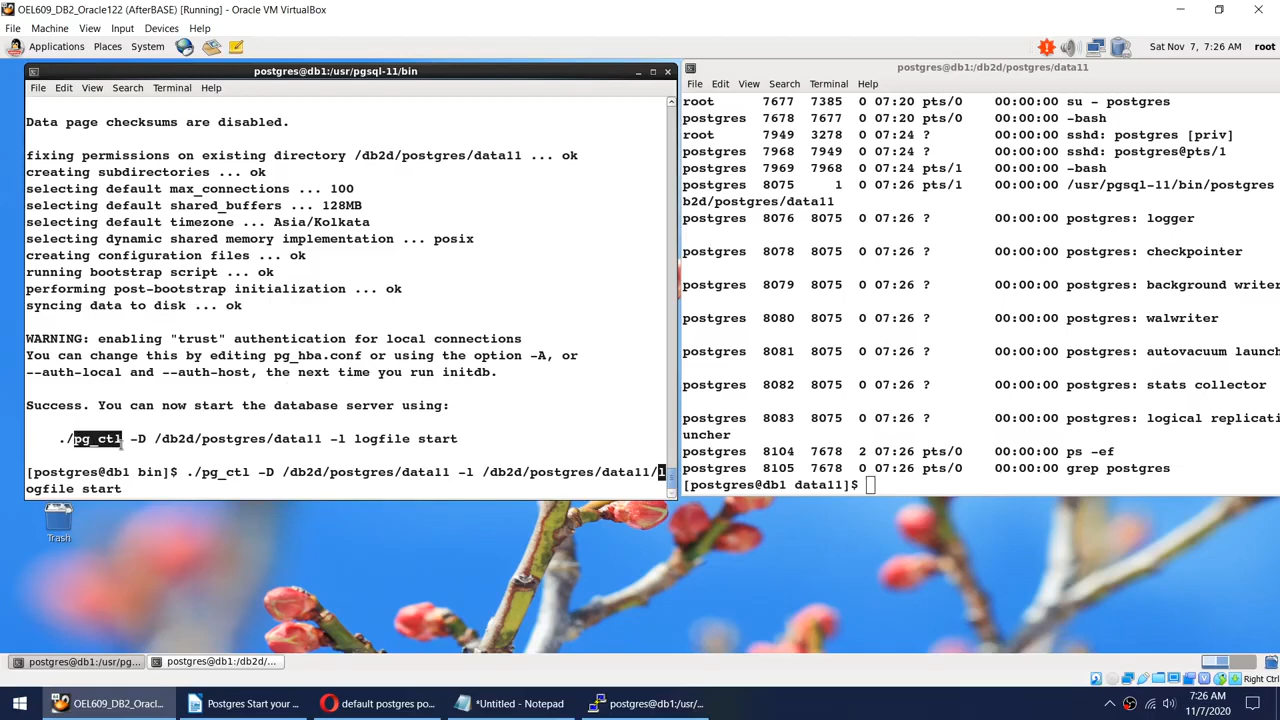 OEL609_DB2_Oracle122 (AfterBASE) [Running] - Oracle VM VirtualBox
File Machine View Input Devices Help
Applications Places System
Sat Nov 7, 7:26 AM root
postgres@db1:/usr/pgsql-11/bin
File Edit View Search Terminal Help
Data page checksums are disabled.
fixing permissions on existing directory /db2d/postgres/data11 ... ok
creating subdirectories ... ok
selecting default max_connections ... 100
selecting default shared_buffers ... 128MB
selecting default timezone ... Asia/Kolkata
selecting dynamic shared memory implementation ... posix
creating configuration files ... ok
running bootstrap script ... ok
performing post-bootstrap initialization ... ok
syncing data to disk ... ok
WARNING: enabling "trust" authentication for local connections
You can change this by editing pg_hba.conf or using the option -A, or
--auth-local and --auth-host, the next time you run initdb.
Success. You can now start the database server using:
./pg_ctl -D /db2d/postgres/data11 -l logfile start
[postgres@db1 bin]$ ./pg_ctl -D /db2d/postgres/data11 -l /db2d/postgres/data11/l
ogfile start
postgres@db1:/db2d/postgres/data11
File Edit View Search Terminal Help
root 7677 7385 0 07:20 pts/0 00:00:00 su - postgres
postgres 7678 7677 0 07:20 pts/0 00:00:00 -bash
root 7949 3278 0 07:24 ? 00:00:00 sshd: postgres [priv]
postgres 7968 7949 0 07:24 ? 00:00:00 sshd: postgres@pts/1
postgres 7969 7968 0 07:24 pts/1 00:00:00 -bash
postgres 8075 1 0 07:26 pts/1 00:00:00 /usr/pgsql-11/bin/postgres
b2d/postgres/data11
postgres 8076 8075 0 07:26 ? 00:00:00 postgres: logger
postgres 8078 8075 0 07:26 ? 00:00:00 postgres: checkpointer
postgres 8079 8075 0 07:26 ? 00:00:00 postgres: background writer
postgres 8080 8075 0 07:26 ? 00:00:00 postgres: walwriter
postgres 8081 8075 0 07:26 ? 00:00:00 postgres: autovacuum launch
postgres 8082 8075 0 07:26 ? 00:00:00 postgres: stats collector
postgres 8083 8075 0 07:26 ? 00:00:00 postgres: logical replicati
uncher
postgres 8104 7678 2 07:26 pts/0 00:00:00 ps -ef
postgres 8105 7678 0 07:26 pts/0 00:00:00 grep postgres
[postgres@db1 data11]$
Trash
postgres@db1:/usr/pg...
postgres@db1:/db2d/...
Right Ctrl
OEL609_DB2_Oracl...
Postgres Start your ...
default postgres po...
*Untitled - Notepad
postgres@db1:/usr/...
7:26 AM
11/7/2020